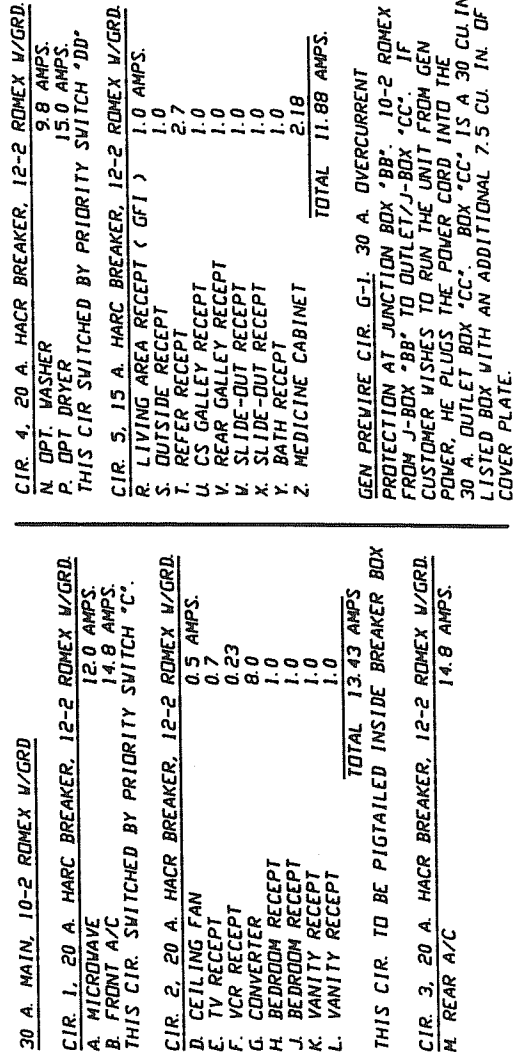 30 A. MAIN, 10-2 ROMEX W/GRD
CIR. 1, 20 A. HARC BREAKER, 12-2 ROMEX W/GRD.
A. MICROWAVE 12.0 AMPS.
B. FRONT A/C 14.8 AMPS.
THIS CIR. SWITCHED BY PRIORITY SWITCH "C".
CIR. 2, 20 A. HACR BREAKER, 12-2 ROMEX W/GRD.
D. CEILING FAN 0.5 AMPS.
E. TV RECEPT 0.7
F. VCR RECEPT 0.23
G. CONVERTER 8.0
H. BEDROOM RECEPT 1.0
J. BEDROOM RECEPT 1.0
K. VANITY RECEPT 1.0
L. VANITY RECEPT 1.0
TOTAL 13.43 AMPS
THIS CIR. TO BE PIGTAILED INSIDE BREAKER BOX
CIR. 3, 20 A. HACR BREAKER, 12-2 ROMEX W/GRD.
M. REAR A/C 14.8 AMPS.
CIR. 4, 20 A. HACR BREAKER, 12-2 ROMEX W/GRD.
N. OPT. WASHER 9.8 AMPS.
P. OPT DRYER 15.0 AMPS.
THIS CIR SWITCHED BY PRIORITY SWITCH "DD"
CIR. 5, 15 A. HARC BREAKER, 12-2 ROMEX W/GRD.
R. LIVING AREA RECEPT ( GFI ) 1.0 AMPS.
S. OUTSIDE RECEPT 1.0
T. REFER RECEPT 2.7
U. CS GALLEY RECEPT 1.0
V. REAR GALLEY RECEPT 1.0
W. SLIDE-OUT RECEPT 1.0
X. SLIDE-OUT RECEPT 1.0
Y. BATH RECEPT 1.0
Z. MEDICINE CABINET 2.18
TOTAL 11.88 AMPS.
GEN PREWIRE CIR. G-1. 30 A. OVERCURRENT
PROTECTION AT JUNCTION BOX "BB". 10-2 ROMEX
FROM J-BOX "BB" TO OUTLET/J-BOX "CC". IF
CUSTOMER WISHES TO RUN THE UNIT FROM GEN
POWER, HE PLUGS THE POWER CORD INTO THE
30 A. OUTLET BOX "CC". BOX "CC" IS A 30 CU. IN
LISTED BOX WITH AN ADDITIONAL 7.5 CU. IN. OF
COVER PLATE.